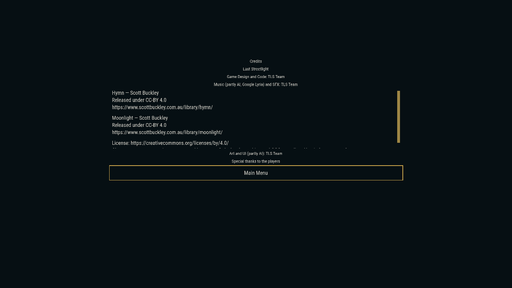 Credits
Last Streetlight
Game Design and Code: TLS Team
Music (partly AI, Google Lyria) and SFX: TLS Team
Hymn – Scott Buckley
Released under CC-BY 4.0
https://www.scottbuckley.com.au/library/hymn/
Moonlight – Scott Buckley
Released under CC-BY 4.0
https://www.scottbuckley.com.au/library/moonlight/
License: https://creativecommons.org/licenses/by/4.0/
Art and UI (partly AI): TLS Team
Special thanks to the players
Main Menu